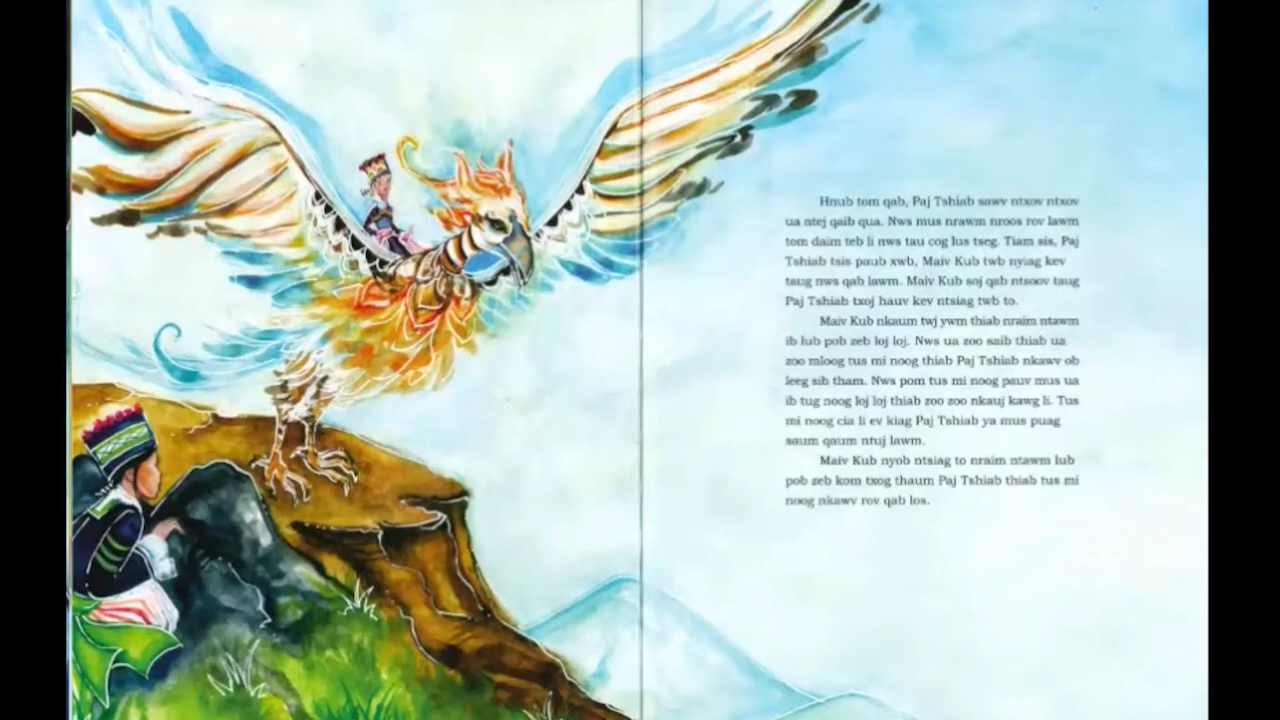 Hnub tom qab, Paj Tshiab sawv ntxov ntxov
ua ntej qaib qua. Nws mus nrawm nroos rov lawm
tom daim teb li nws tau cog lus tseg. Tiam sis, Paj
Tshiab tsis paub xwb, Maiv Kub twb nyiag kev
taug nws qab lawm. Maiv Kub soj qab ntsoov taug
Paj Tshiab txoj hauv kev ntsiag twb to.
Maiv Kub nkaum twj ywm thiab nraim ntawm
ib lub pob zeb loj loj. Nws ua zoo saib thiab ua
zoo mloog tus mi noog thiab Paj Tshiab nkawv ob
leeg sib tham. Nws pom tus mi noog pauv mus ua
ib tug noog loj loj thiab zoo zoo nkauj kawg li. Tus
mi noog cia li ev kiag Paj Tshiab ya mus puag
saum qaum ntuj lawm.
Maiv Kub nyob ntsiag to nraim ntawm lub
pob zeb kom txog thaum Paj Tshiab thiab tus mi
noog nkawv rov qab los.